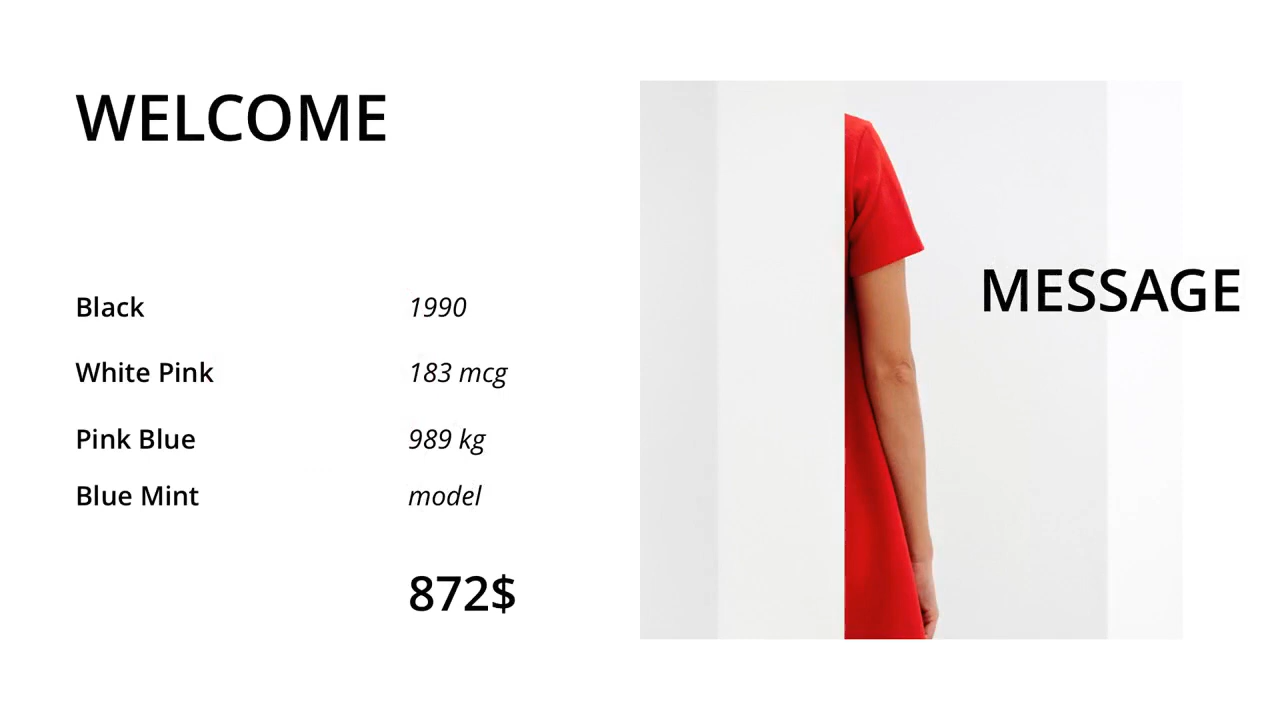 WELCOME
Black 1990
White Pink 183 mcg
Pink Blue 989 kg
Blue Mint model
872$
MESSAGE